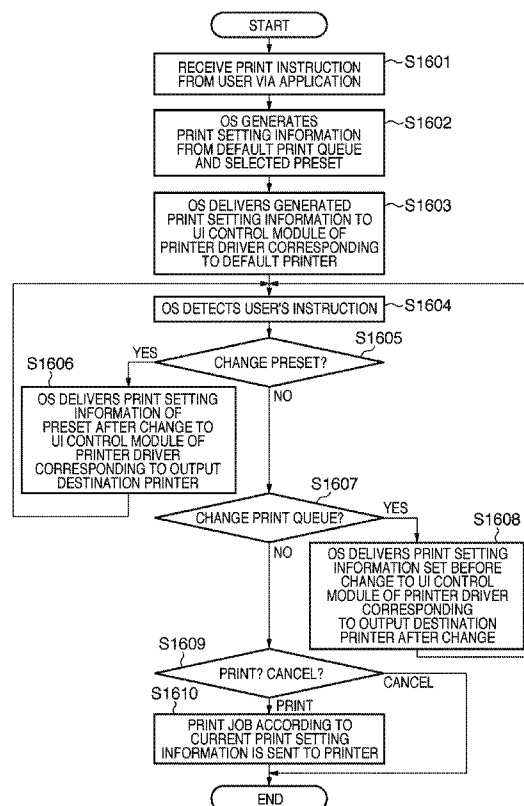 START
RECEIVE PRINT INSTRUCTION
FROM USER VIA APPLICATION
S1601
OS GENERATES
PRINT SETTING INFORMATION
FROM DEFAULT PRINT QUEUE
AND SELECTED PRESET
S1602
OS DELIVERS GENERATED
PRINT SETTING INFORMATION TO
UI CONTROL MODULE OF
PRINTER DRIVER CORRESPONDING
TO DEFAULT PRINTER
S1603
OS DETECTS USER'S INSTRUCTION
S1604
S1605
CHANGE PRESET?
YES
NO
S1606
OS DELIVERS PRINT SETTING
INFORMATION OF
PRESET AFTER CHANGE TO
UI CONTROL MODULE OF
PRINTER DRIVER
CORRESPONDING TO OUTPUT
DESTINATION PRINTER
S1607
CHANGE PRINT QUEUE?
YES
NO
S1608
OS DELIVERS PRINT SETTING
INFORMATION SET BEFORE
CHANGE TO UI CONTROL
MODULE OF PRINTER DRIVER
CORRESPONDING
TO OUTPUT DESTINATION
PRINTER AFTER CHANGE
S1609
PRINT? CANCEL?
CANCEL
PRINT
S1610
PRINT JOB ACCORDING TO
CURRENT PRINT SETTING
INFORMATION IS SENT TO PRINTER
END